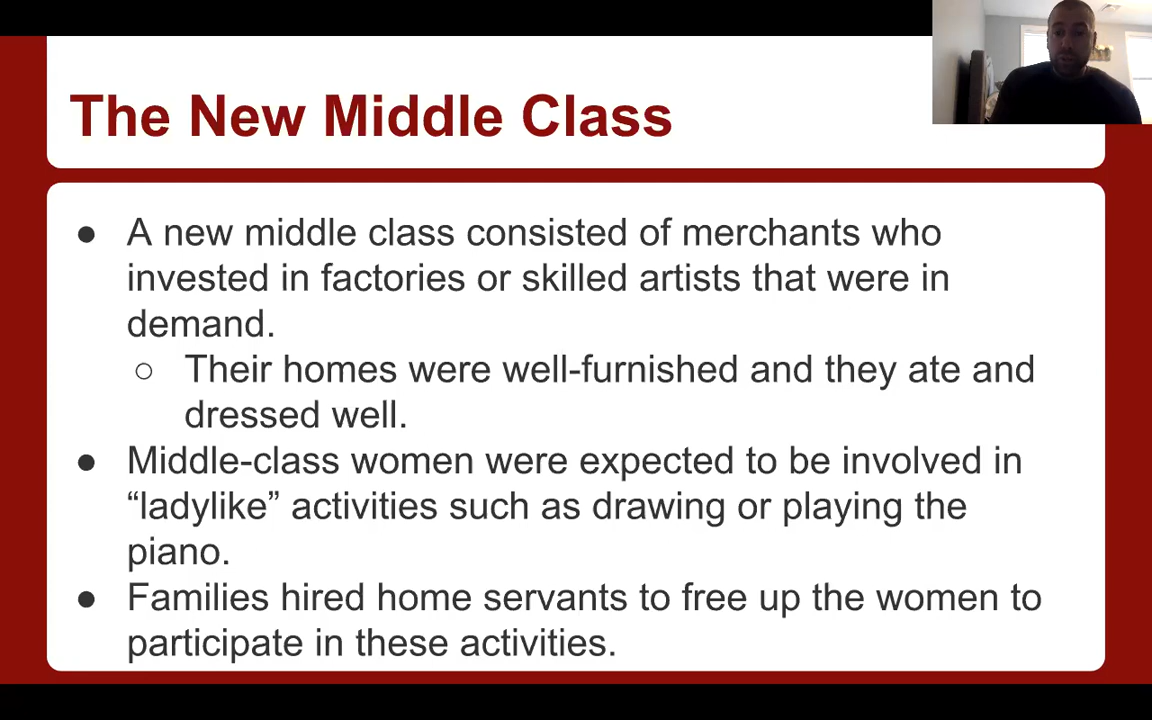 The New Middle Class
● A new middle class consisted of merchants who
invested in factories or skilled artists that were in
demand.
○ Their homes were well-furnished and they ate and
dressed well.
● Middle-class women were expected to be involved in
“ladylike” activities such as drawing or playing the
piano.
● Families hired home servants to free up the women to
participate in these activities.